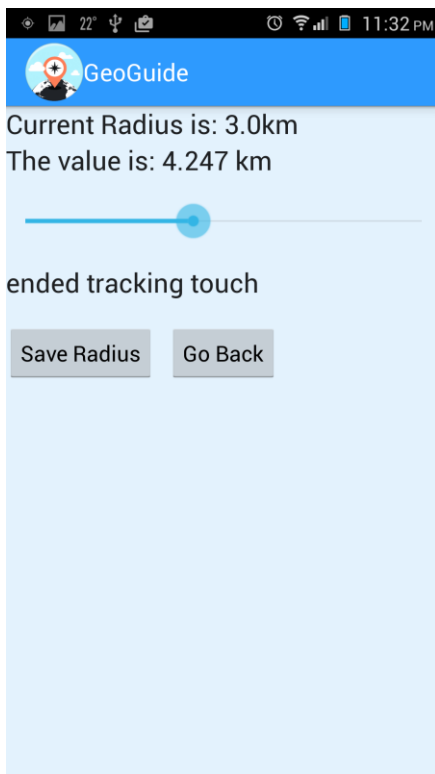 22° 11:32 PM
GeoGuide
Current Radius is: 3.0km
The value is: 4.247 km
ended tracking touch
Save Radius Go Back